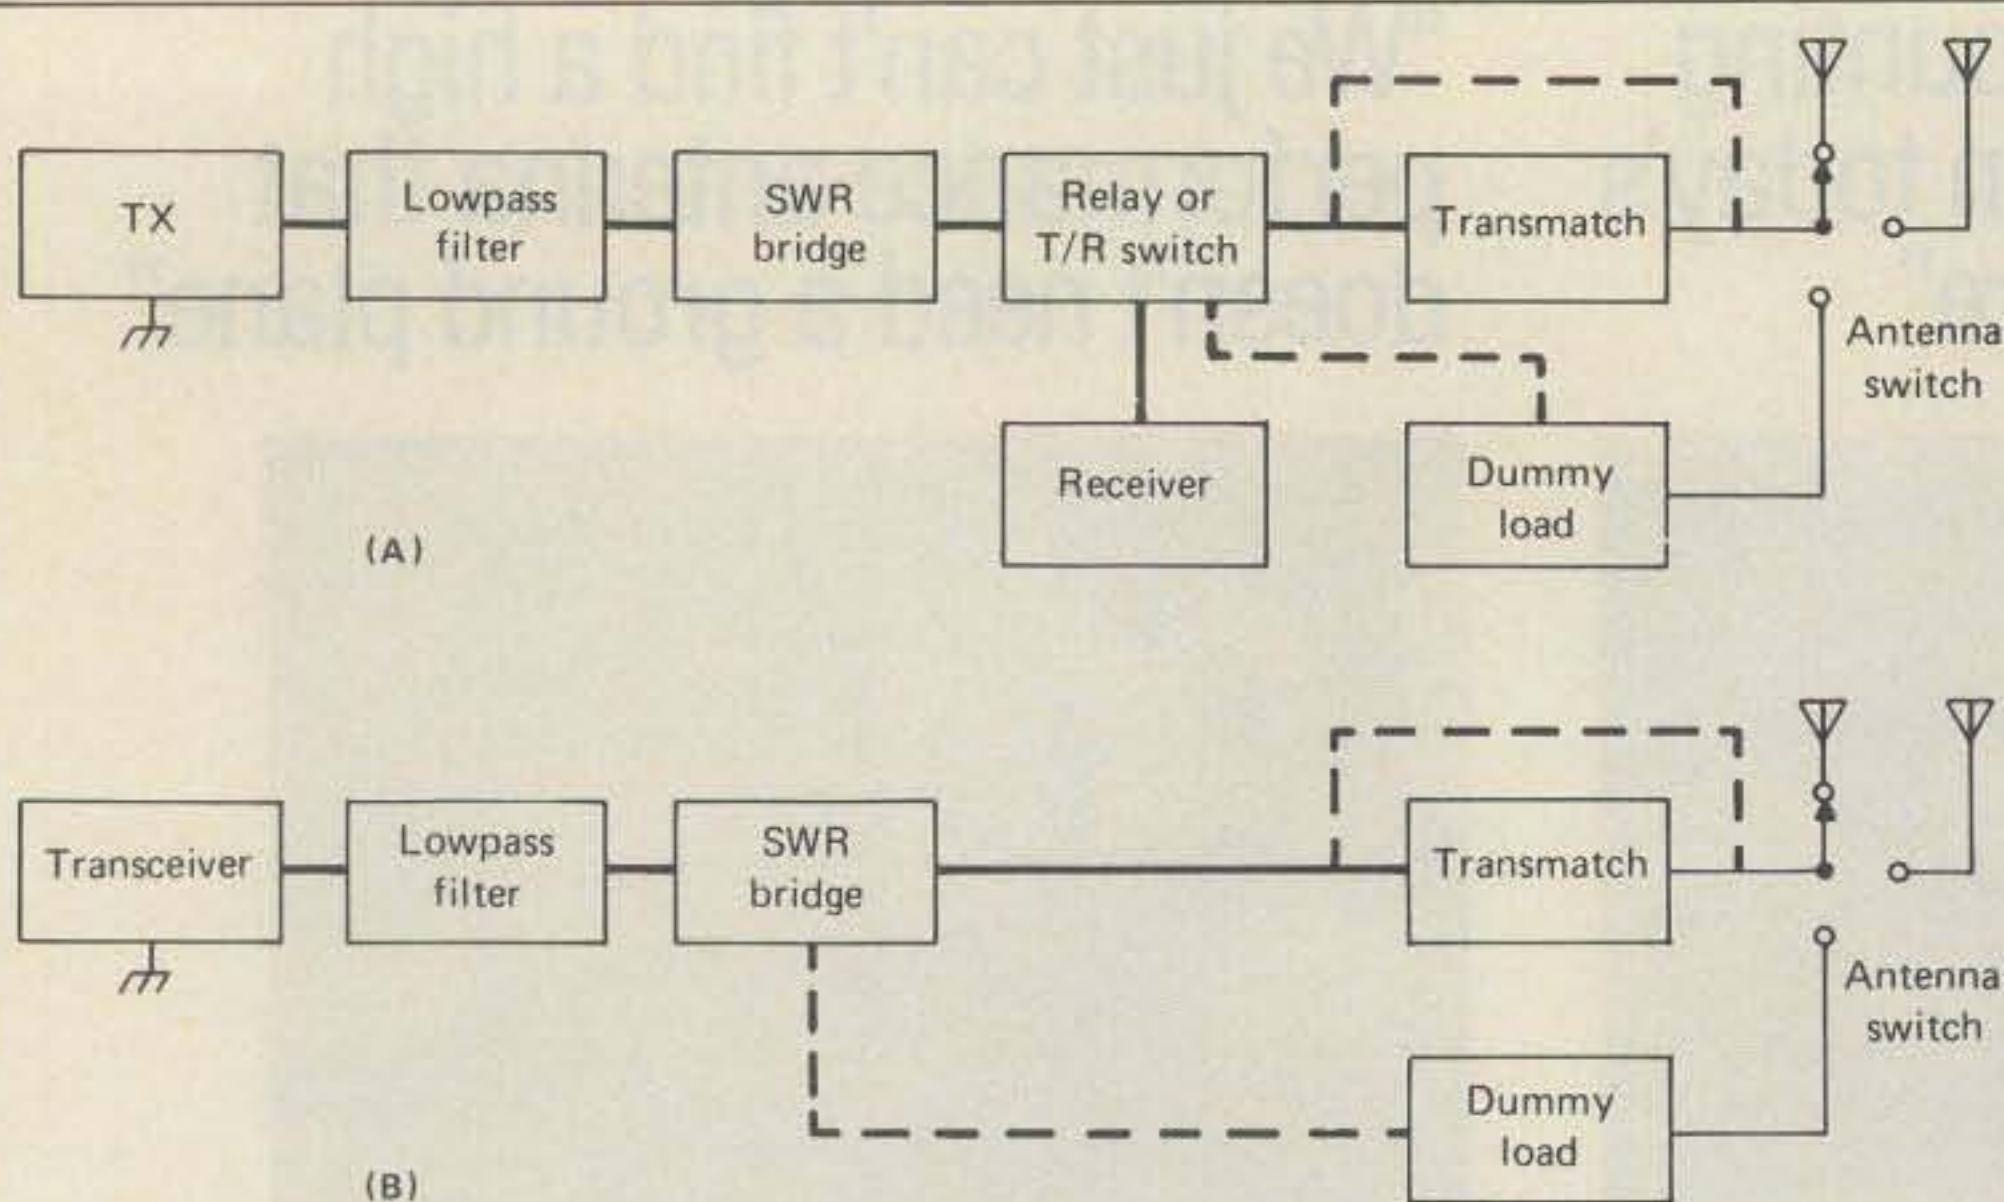 TX
Lowpass
filter
SWR
bridge
Relay or
T/R switch
Transmatch
Antenna
switch
Receiver
Dummy
load
(A)
Transceiver
Lowpass
filter
SWR
bridge
Transmatch
Antenna
switch
Dummy
load
(B)